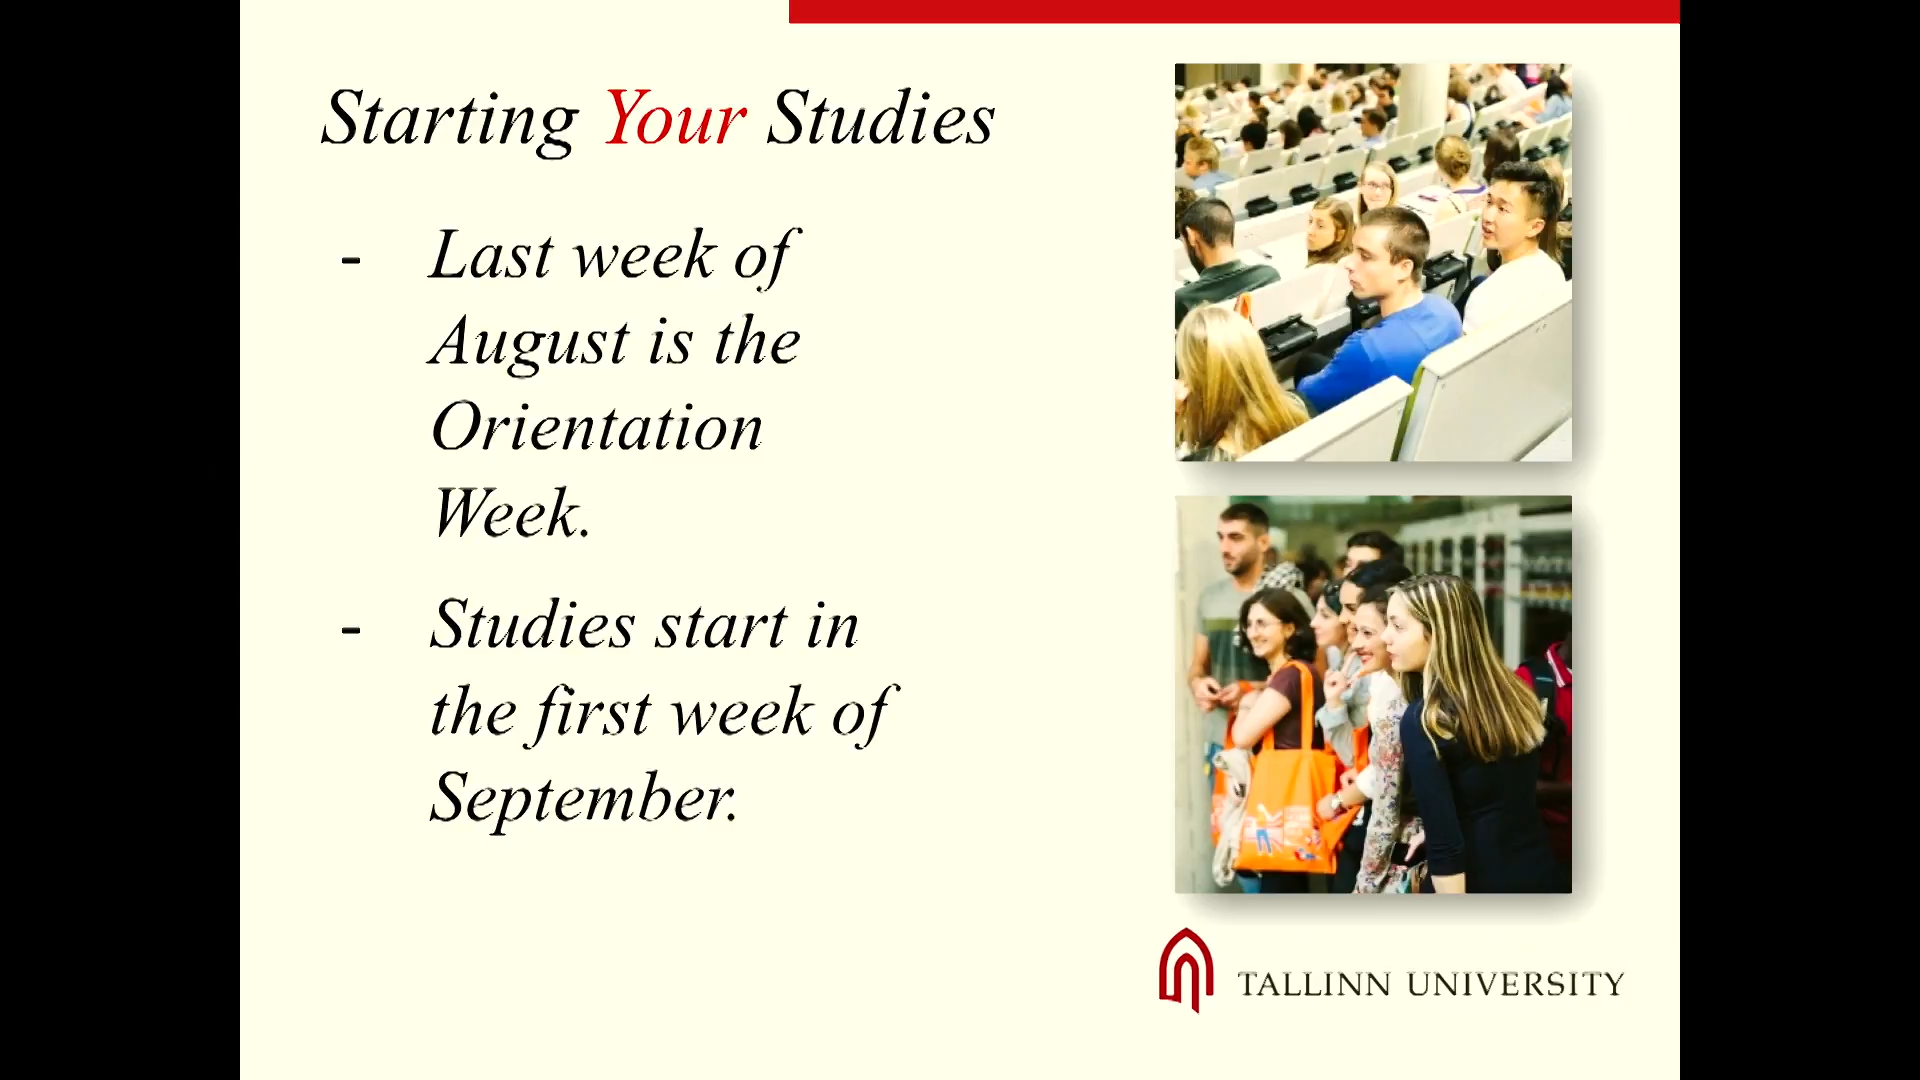 Starting Your Studies
- Last week of
August is the
Orientation
Week.
- Studies start in
the first week of
September.
TALLINN UNIVERSITY